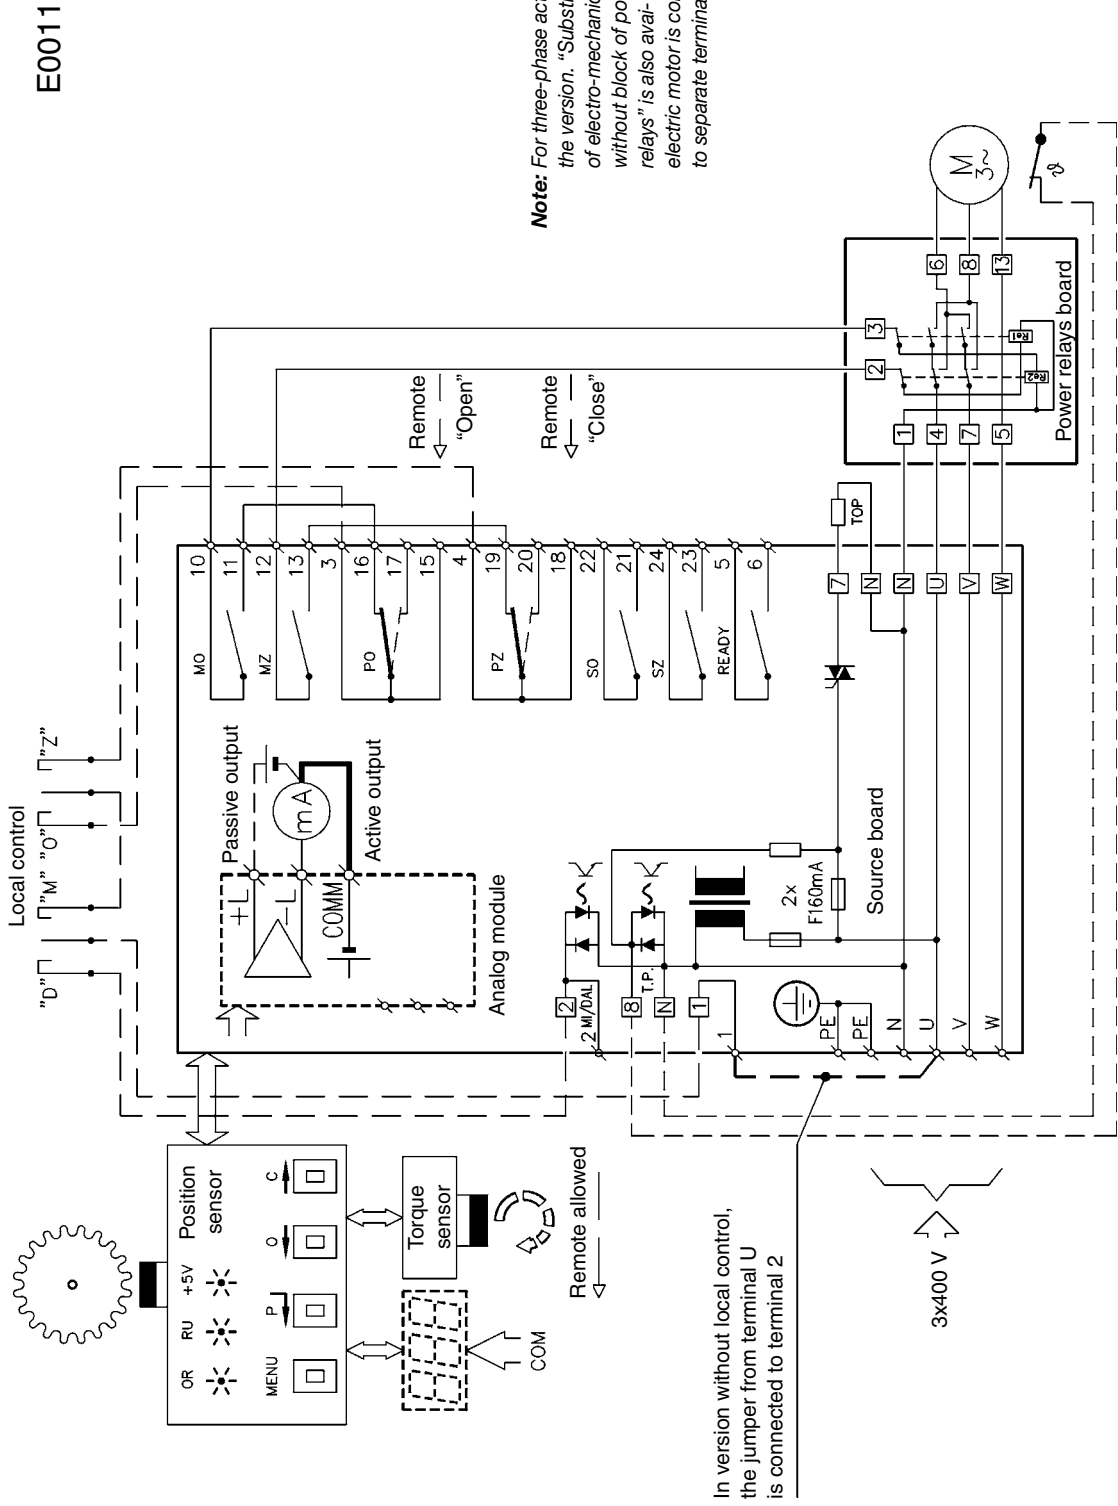 E0011
Note: For three-phase
the version.
of electro-mechanic
without block of
relays" is also avai-
electric motor is
to separate
Local control
"D"
"M"
"O"
"Z"
Passive output
Active output
+L
–L
COMM
mA
Analog module
Remote
"Open"
Remote
"Close"
MO
MZ
PO
PZ
SO
SZ
READY
10
11
12
13
3
16
17
15
4
19
20
18
22
21
24
23
5
6
3
2
1
4
7
5
6
8
13
Re1
Re2
Power relays board
M
3~
ϑ
TOP
7
N
N
U
V
W
Source board
2x
F160mA
2
2 MI/DAL
8
T.P.
N
1
1
PE
PE
N
U
V
W
Position
sensor
+5V
RU
OR
MENU
P
O
C
Torque
sensor
COM
Remote allowed
In version without local control,
the jumper from terminal U
is connected to terminal 2
3x400 V